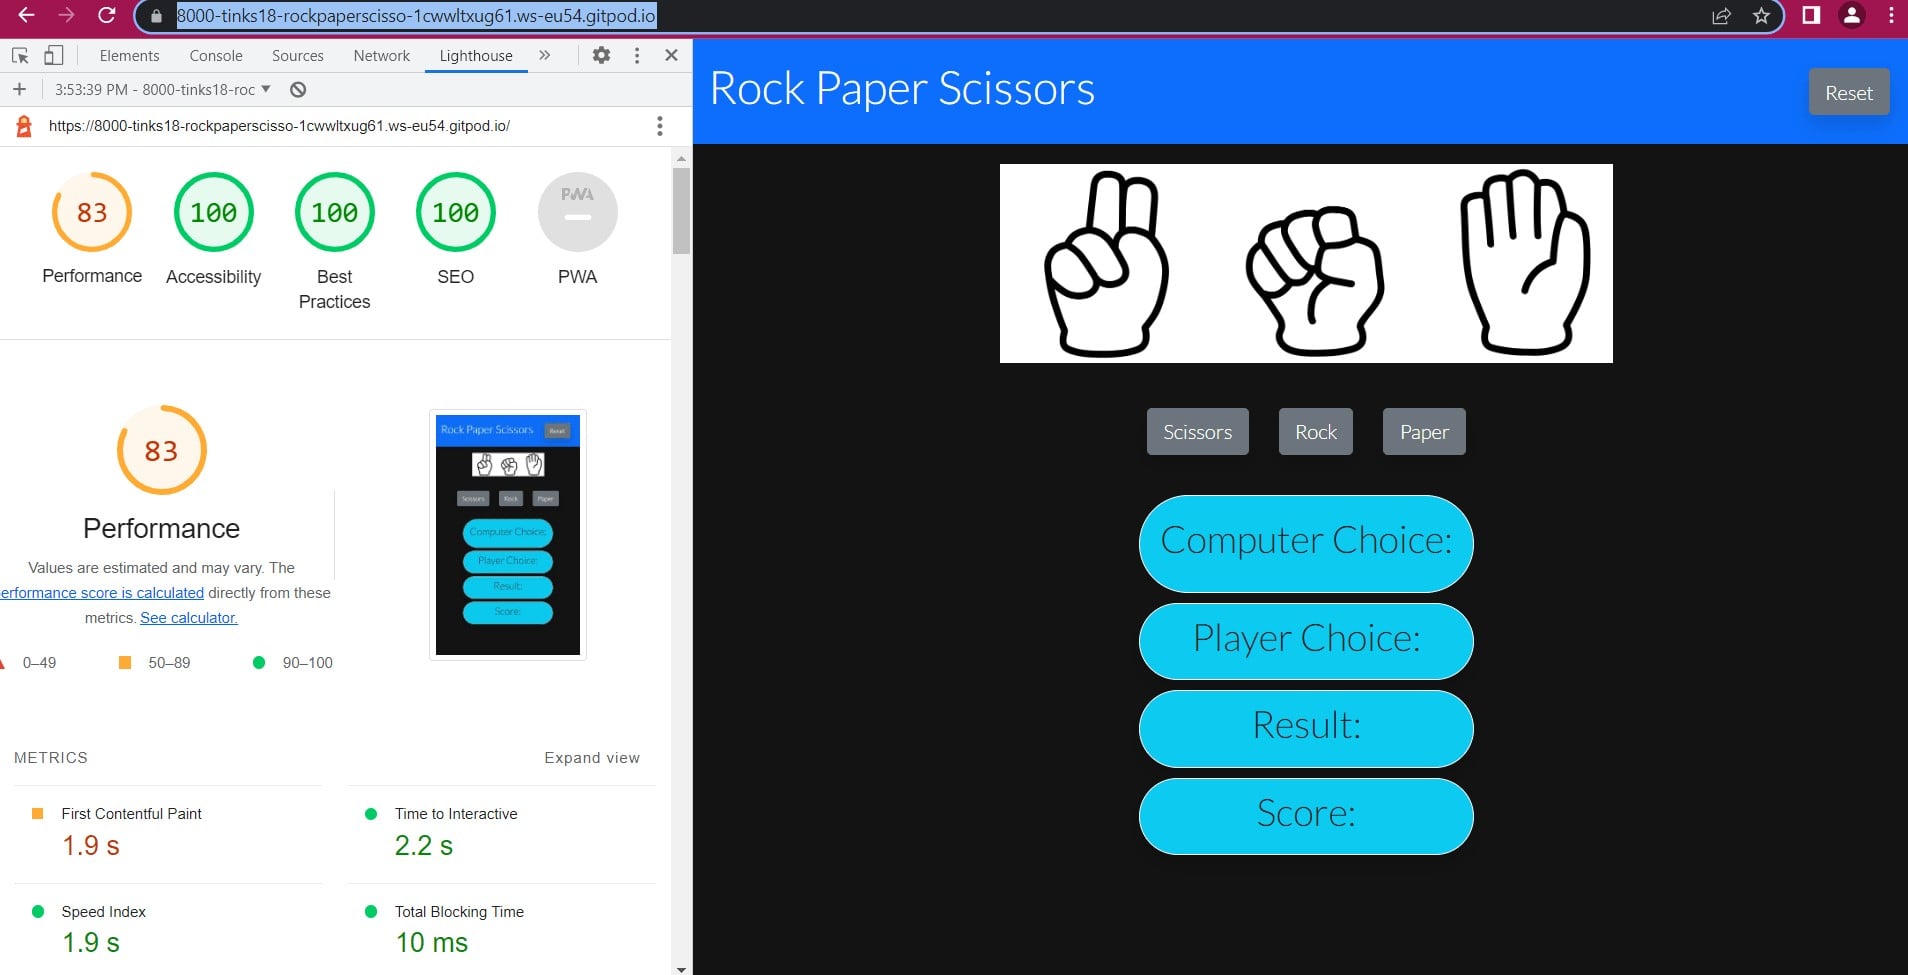 8000-tinks18-rockpaperscisso-1cwwltxug61.ws-eu54.gitpod.io
Elements Console Sources Network Lighthouse »
3:53:39 PM - 8000-tinks18-roc
https://8000-tinks18-rockpaperscisso-1cwwltxug61.ws-eu54.gitpod.io/
83 100 100 100 PWA
Performance Accessibility Best Practices SEO PWA
83
Performance
Values are estimated and may vary. The
erformance score is calculated directly from these
metrics. See calculator.
0–49 50–89 90–100
METRICS Expand view
First Contentful Paint
1.9 s
Time to Interactive
2.2 s
Speed Index
1.9 s
Total Blocking Time
10 ms
Rock Paper Scissors Reset
Scissors Rock Paper
Computer Choice:
Player Choice:
Result:
Score:
Rock Paper Scissors Reset
Scissors Rock Paper
Computer Choice:
Player Choice:
Result:
Score: